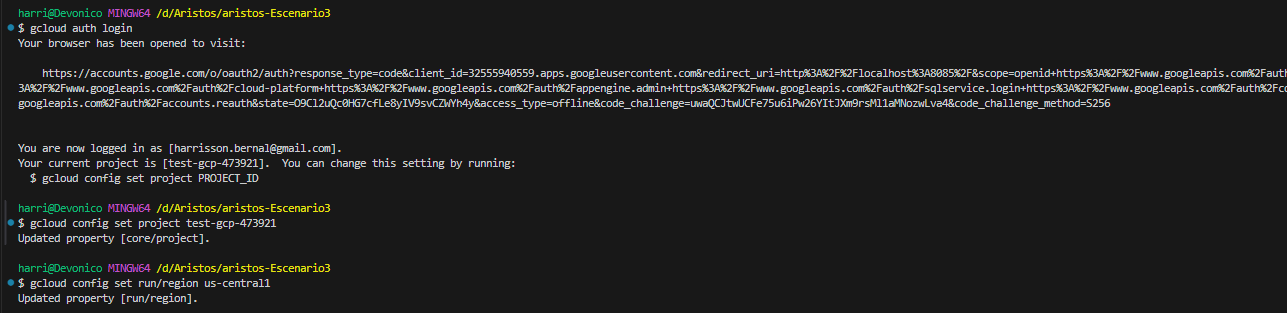 harri@Devonico MINGW64 /d/Aristos/aristos-Escenario3
$ gcloud auth login
Your browser has been opened to visit:
https://accounts.google.com/o/oauth2/auth?response_type=code&client_id=32555940559.apps.googleusercontent.com&redirect_uri=http%3A%2F%2Flocalhost%3A8085%2F&scope=openid+https%3A%2F%2Fwww.googleapis.com%2Faut
3A%2F%2Fwww.googleapis.com%2Fauth%2Fcloud-platform+https%3A%2F%2Fwww.googleapis.com%2Fauth%2Fappengine.admin+https%3A%2F%2Fwww.googleapis.com%2Fauth%2Fsqlservice.login+https%3A%2F%2Fwww.googleapis.com%2Fauth%2Fco
googleapis.com%2Fauth%2Faccounts.reauth&state=O9Cl2uQc0HG7cfLe8yIV9svCZWYh4y&access_type=offline&code_challenge=uwaQCJtwUCFe75u6iPw26YItJXm9rsMl1aMNozwLva4&code_challenge_method=S256
You are now logged in as [harrisson.bernal@gmail.com].
Your current project is [test-gcp-473921].  You can change this setting by running:
$ gcloud config set project PROJECT_ID
harri@Devonico MINGW64 /d/Aristos/aristos-Escenario3
$ gcloud config set project test-gcp-473921
Updated property [core/project].
harri@Devonico MINGW64 /d/Aristos/aristos-Escenario3
$ gcloud config set run/region us-central1
Updated property [run/region].